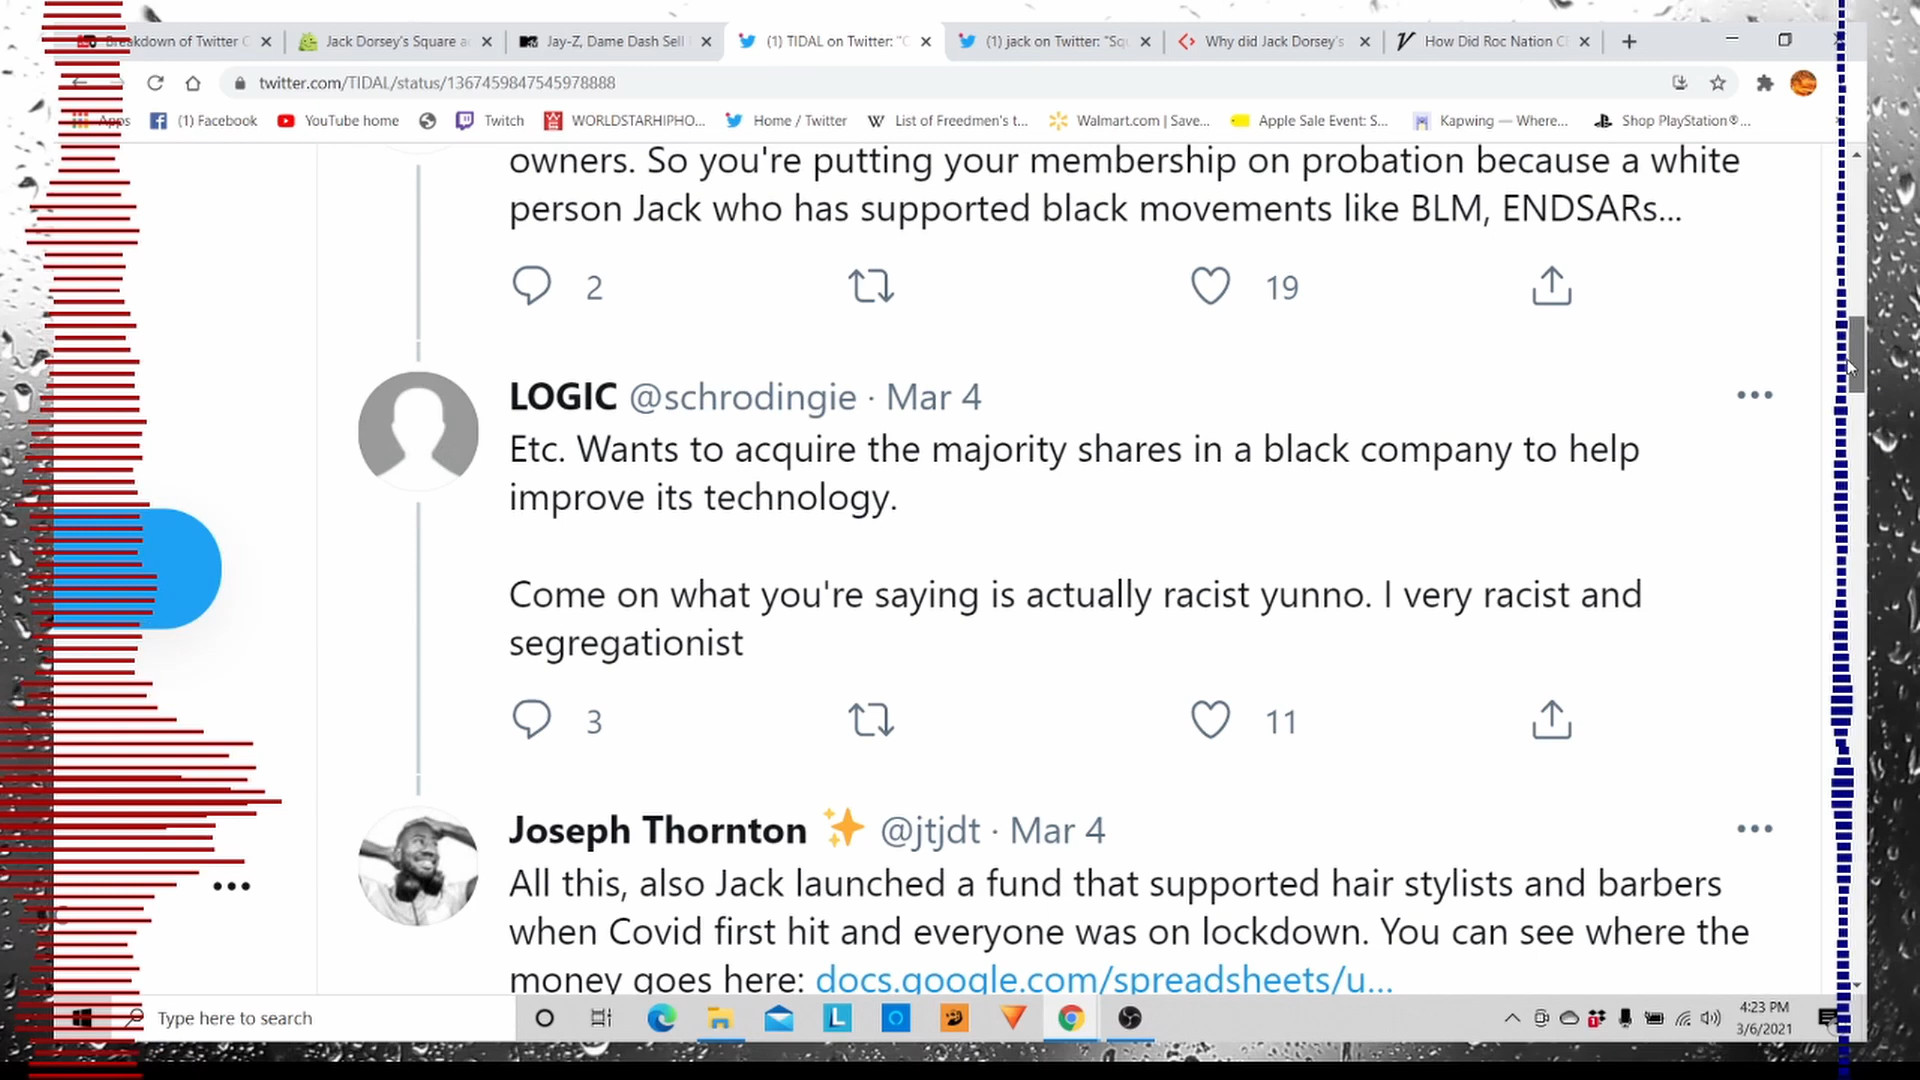 Breakdown of Twitter C
Jack Dorsey's Square a
Jay-Z, Dame Dash Sell
(1) TIDAL on Twitter: "C
(1) jack on Twitter: "Squ
Why did Jack Dorsey's
How Did Roc Nation C
twitter.com/TIDAL/status/1367459847545978888
Apps
(1) Facebook
YouTube home
Twitch
WORLDSTARHIPHO...
Home / Twitter
List of Freedmen's t...
Walmart.com | Save...
Apple Sale Event: S...
Kapwing — Where...
Shop PlayStation®...
owners. So you're putting your membership on probation because a white
person Jack who has supported black movements like BLM, ENDSARs...
2
19
LOGIC @schrodingie · Mar 4
Etc. Wants to acquire the majority shares in a black company to help
improve its technology.
Come on what you're saying is actually racist yunno. I very racist and
segregationist
3
11
Joseph Thornton ✨ @jtjdt · Mar 4
All this, also Jack launched a fund that supported hair stylists and barbers
when Covid first hit and everyone was on lockdown. You can see where the
money goes here: docs.google.com/spreadsheets/u...
Type here to search
4:23 PM
3/6/2021